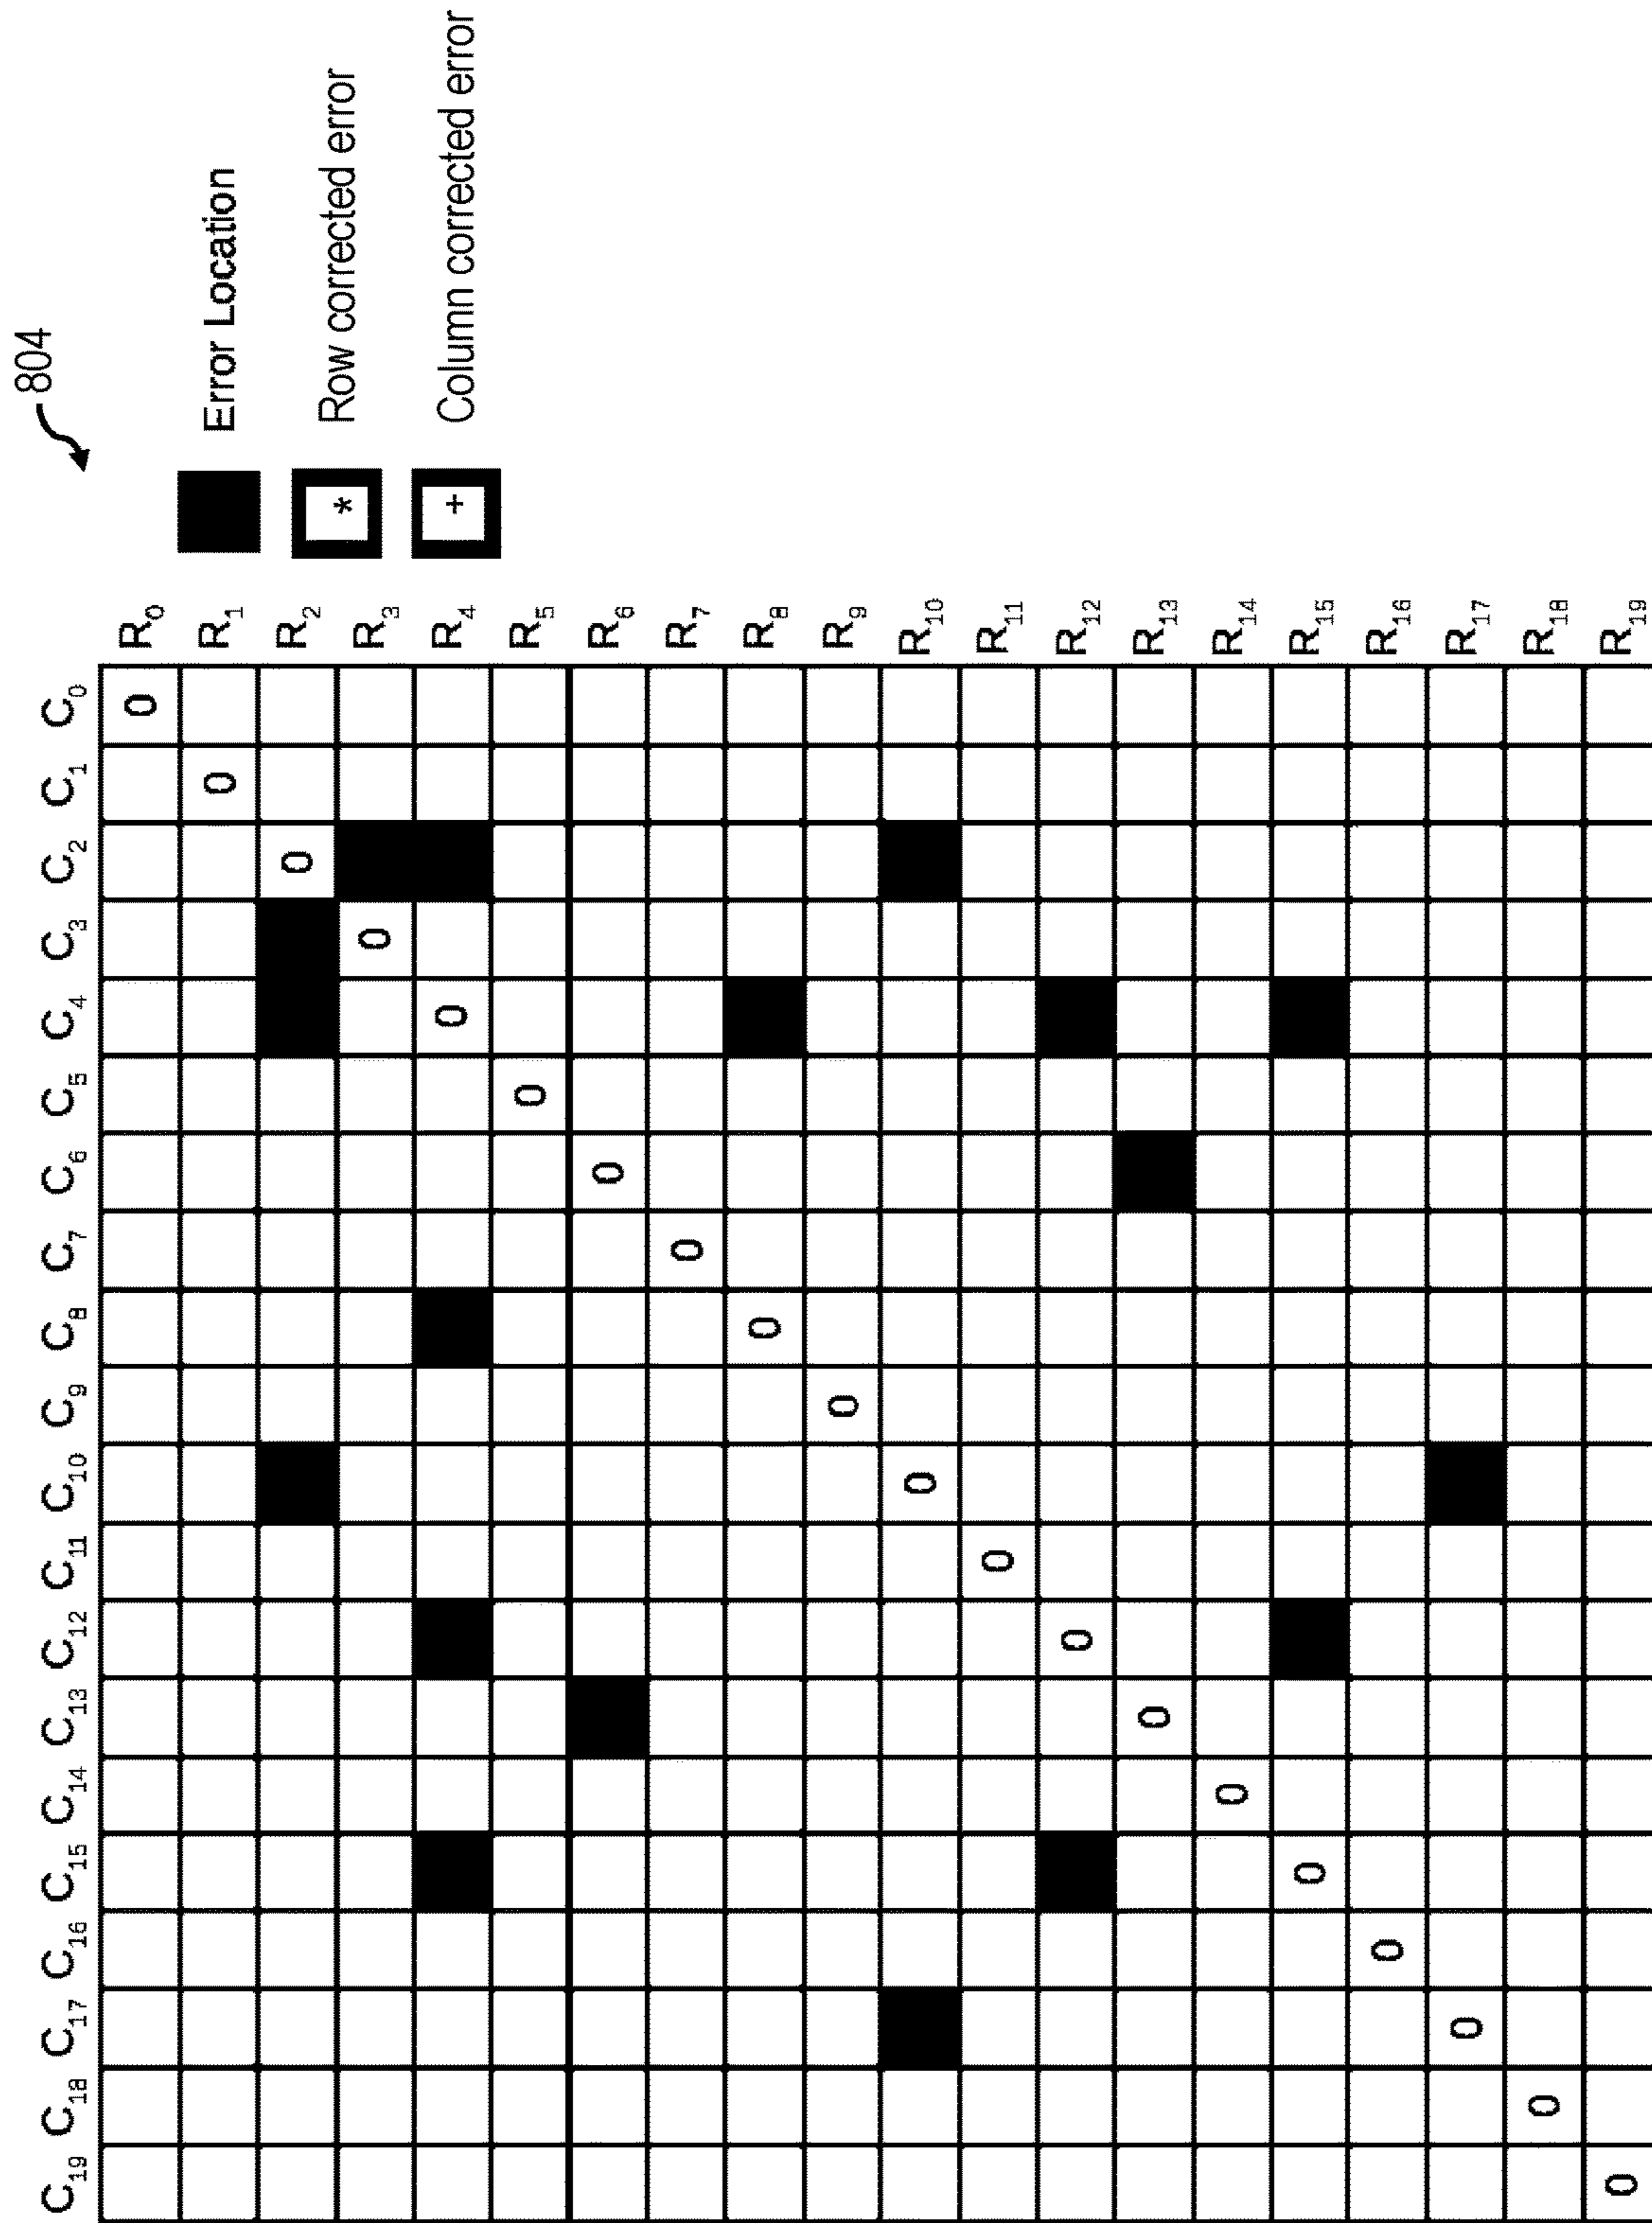 804
Error Location
* Row corrected error
+ Column corrected error
C0 C1 C2 C3 C4 C5 C6 C7 C8 C9 C10 C11 C12 C13 C14 C15 C16 C17 C18 C19
0 R0
0 R1
0 R2
0 R3
0 R4
0 R5
0 R6
0 R7
0 R8
0 R9
0 R10
0 R11
0 R12
0 R13
0 R14
0 R15
0 R16
0 R17
0 R18
0 R19